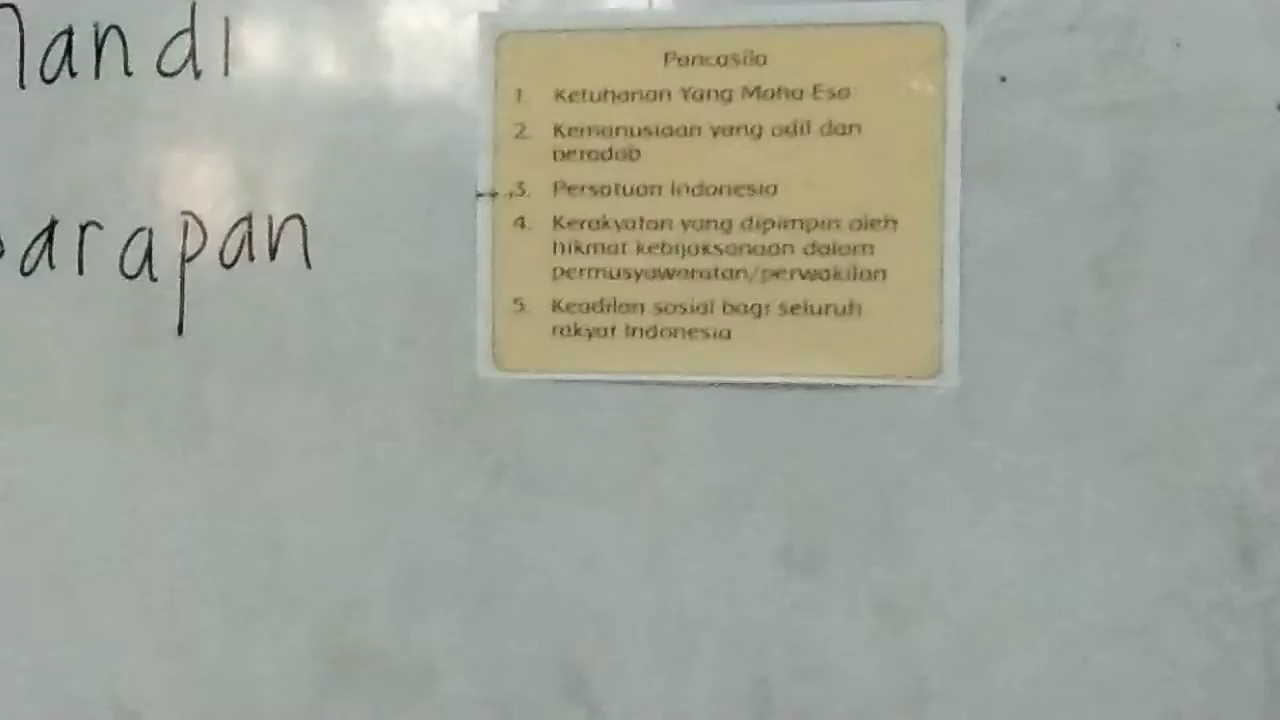 Mandi
sarapan
Pancasila
1. Ketuhanan Yang Maha Esa
2. Kemanusiaan yang adil dan
beradab
3. Persatuan Indonesia
4. Kerakyatan yang dipimpin oleh
hikmat kebijaksanaan dalam
permusyawaratan/perwakilan
5. Keadilan sosial bagi seluruh
rakyat Indonesia